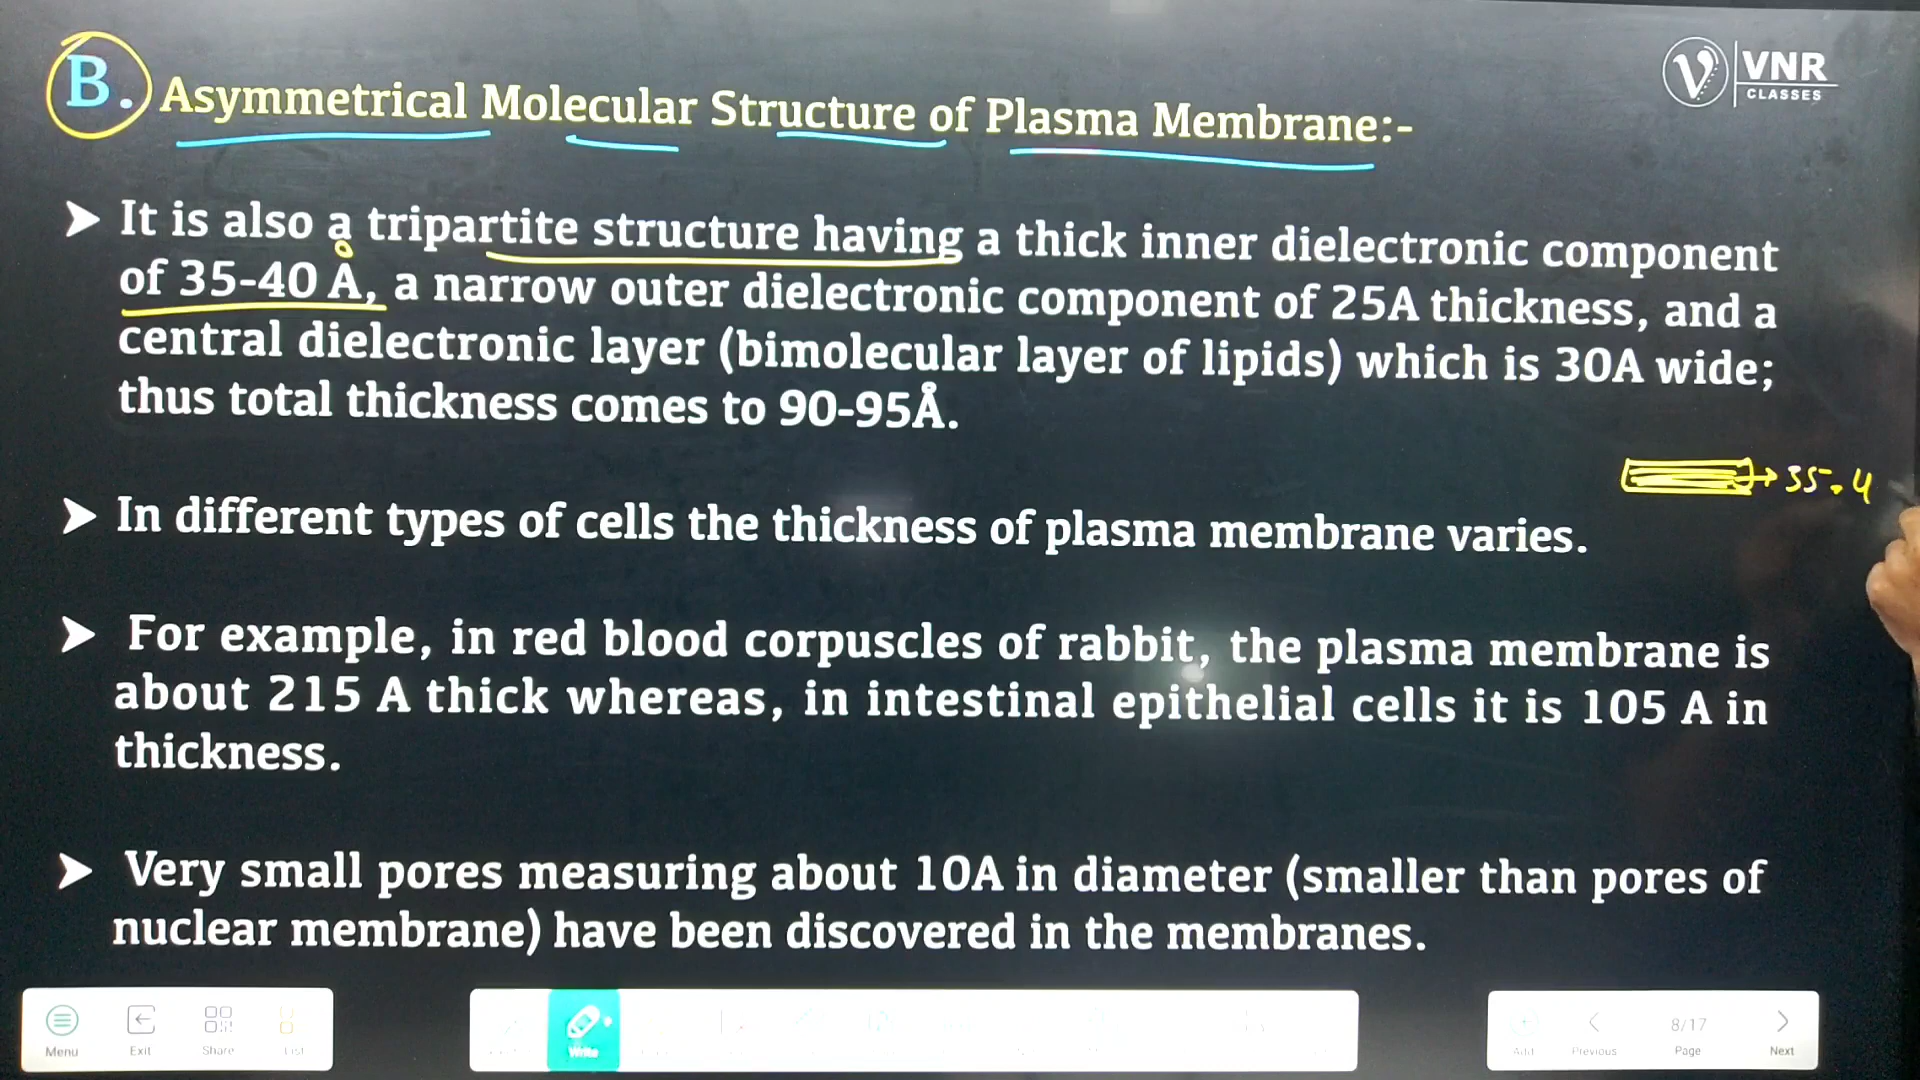 B. Asymmetrical Molecular Structure of Plasma Membrane:-
VNR
CLASSES
➤ It is also a tripartite structure having a thick inner dielectronic component
of 35-40 Å, a narrow outer dielectronic component of 25A thickness, and a
central dielectronic layer (bimolecular layer of lipids) which is 30A wide;
thus total thickness comes to 90-95Å.
35.4
➤ In different types of cells the thickness of plasma membrane varies.
➤ For example, in red blood corpuscles of rabbit, the plasma membrane is
about 215 A thick whereas, in intestinal epithelial cells it is 105 A in
thickness.
➤ Very small pores measuring about 10A in diameter (smaller than pores of
nuclear membrane) have been discovered in the membranes.
Menu Exit Share List Write Add Previous 8/17 Page Next